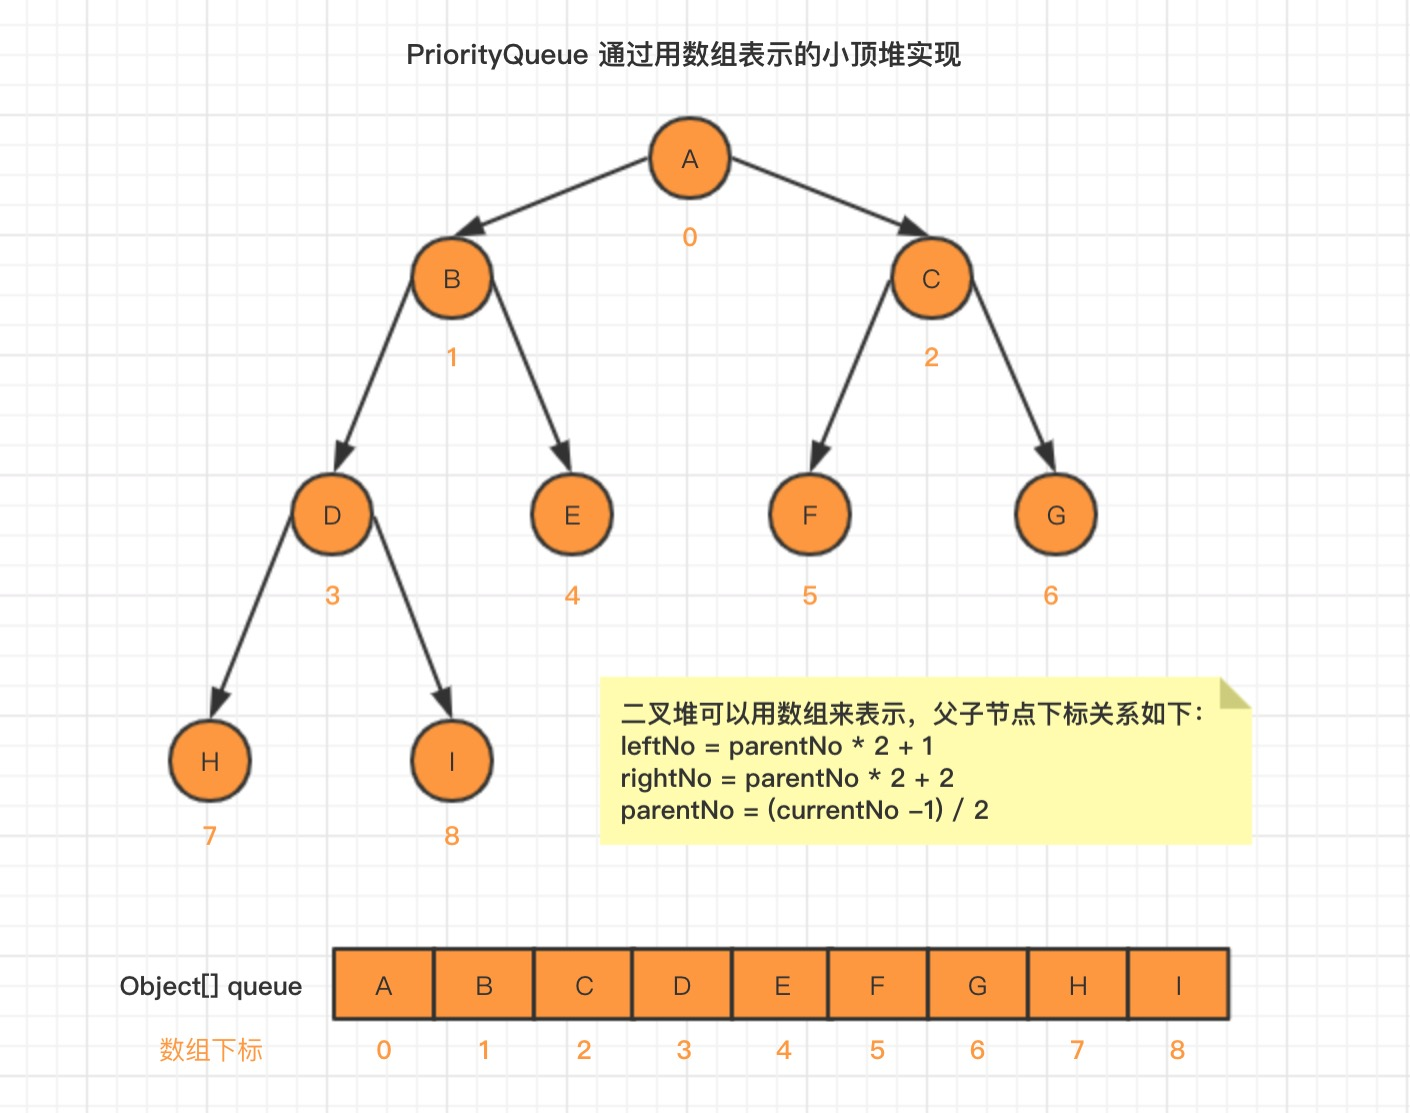 PriorityQueue 通过用数组表示的小顶堆实现
A
0
B
C
1
2
D
E
F
G
3
4
5
6
H
I
7
8
二叉堆可以用数组来表示，父子节点下标关系如下：
leftNo = parentNo * 2 + 1
rightNo = parentNo * 2 + 2
parentNo = (currentNo -1) / 2
Object[] queue A B C D E F G H I
数组下标 0 1 2 3 4 5 6 7 8